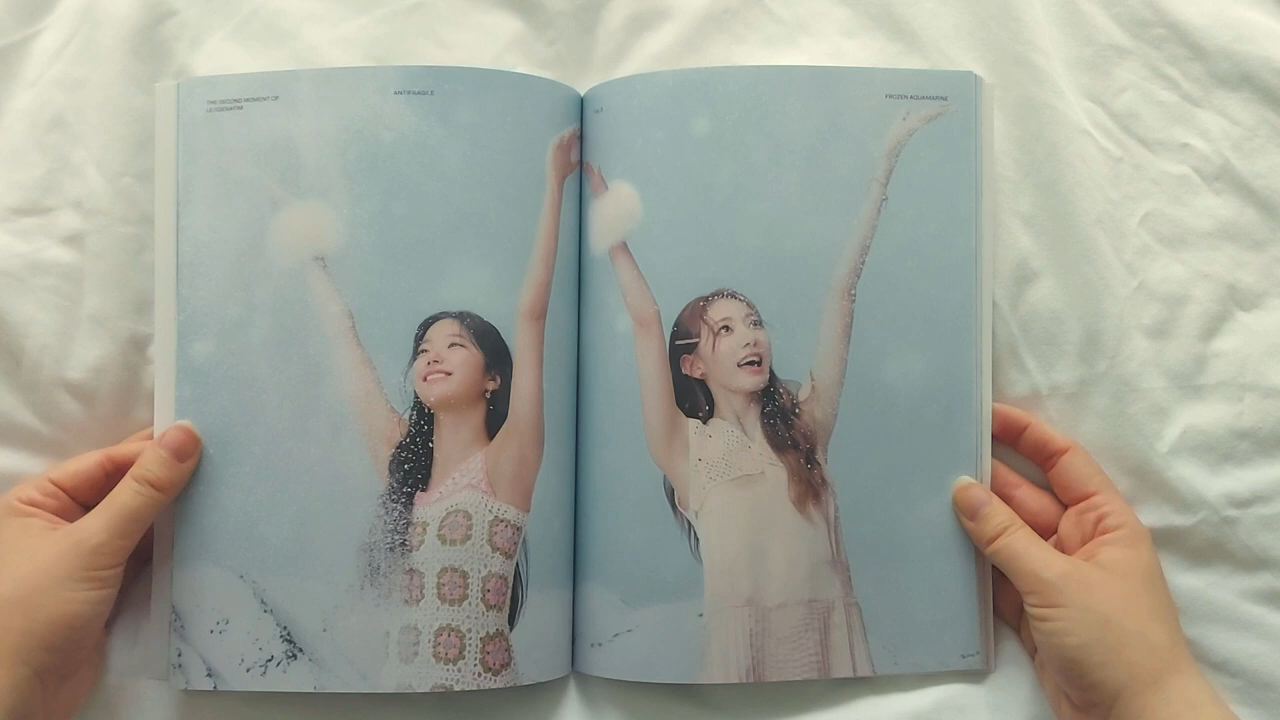 THE SECOND MOMENT OF
LE SSERAFIM
ANTIFRAGILE
FROZEN AQUAMARINE